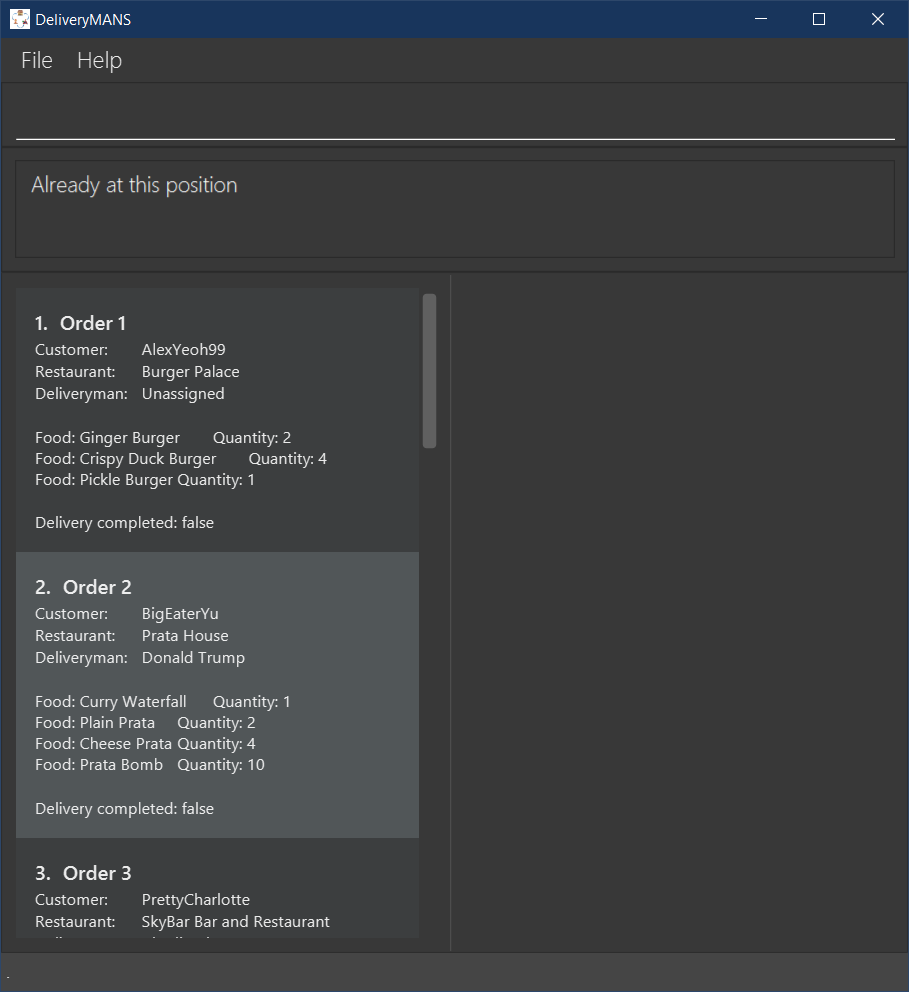 DeliveryMANS
File Help
Already at this position
1. Order 1
Customer: AlexYeoh99
Restaurant: Burger Palace
Deliveryman: Unassigned
Food: Ginger Burger Quantity: 2
Food: Crispy Duck Burger Quantity: 4
Food: Pickle Burger Quantity: 1
Delivery completed: false
2. Order 2
Customer: BigEaterYu
Restaurant: Prata House
Deliveryman: Donald Trump
Food: Curry Waterfall Quantity: 1
Food: Plain Prata Quantity: 2
Food: Cheese Prata Quantity: 4
Food: Prata Bomb Quantity: 10
Delivery completed: false
3. Order 3
Customer: PrettyCharlotte
Restaurant: SkyBar Bar and Restaurant
.